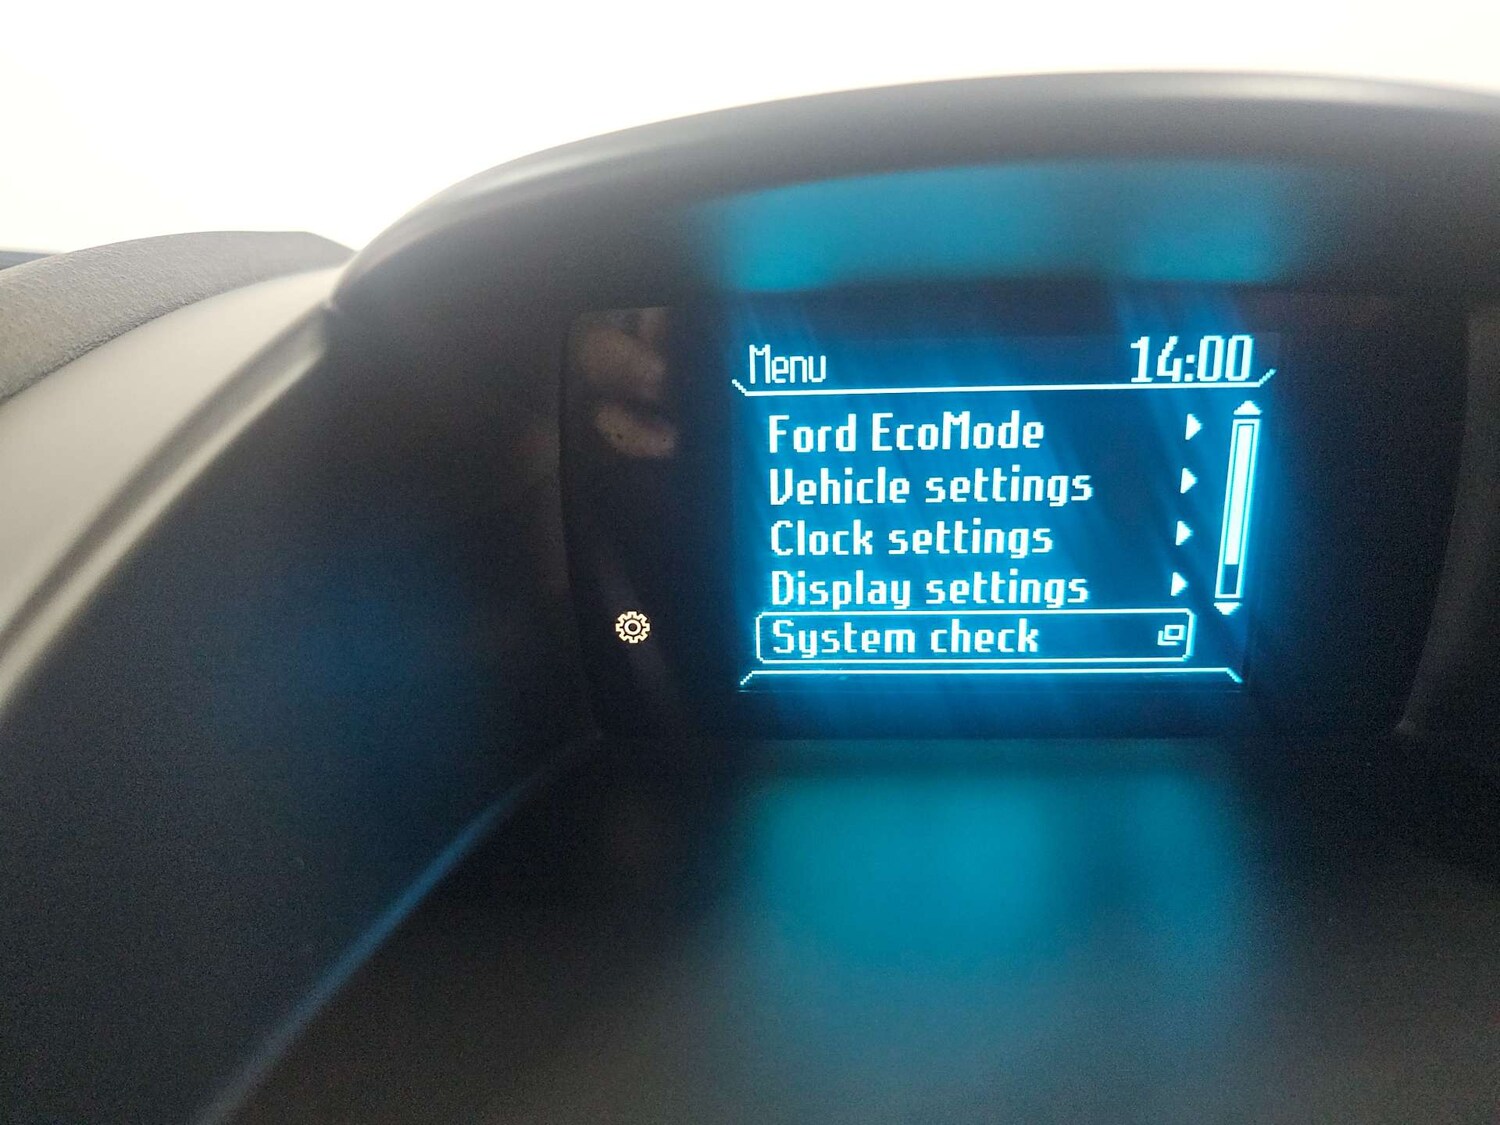 Menu 14:00
Ford EcoMode
Vehicle settings
Clock settings
Display settings
System check